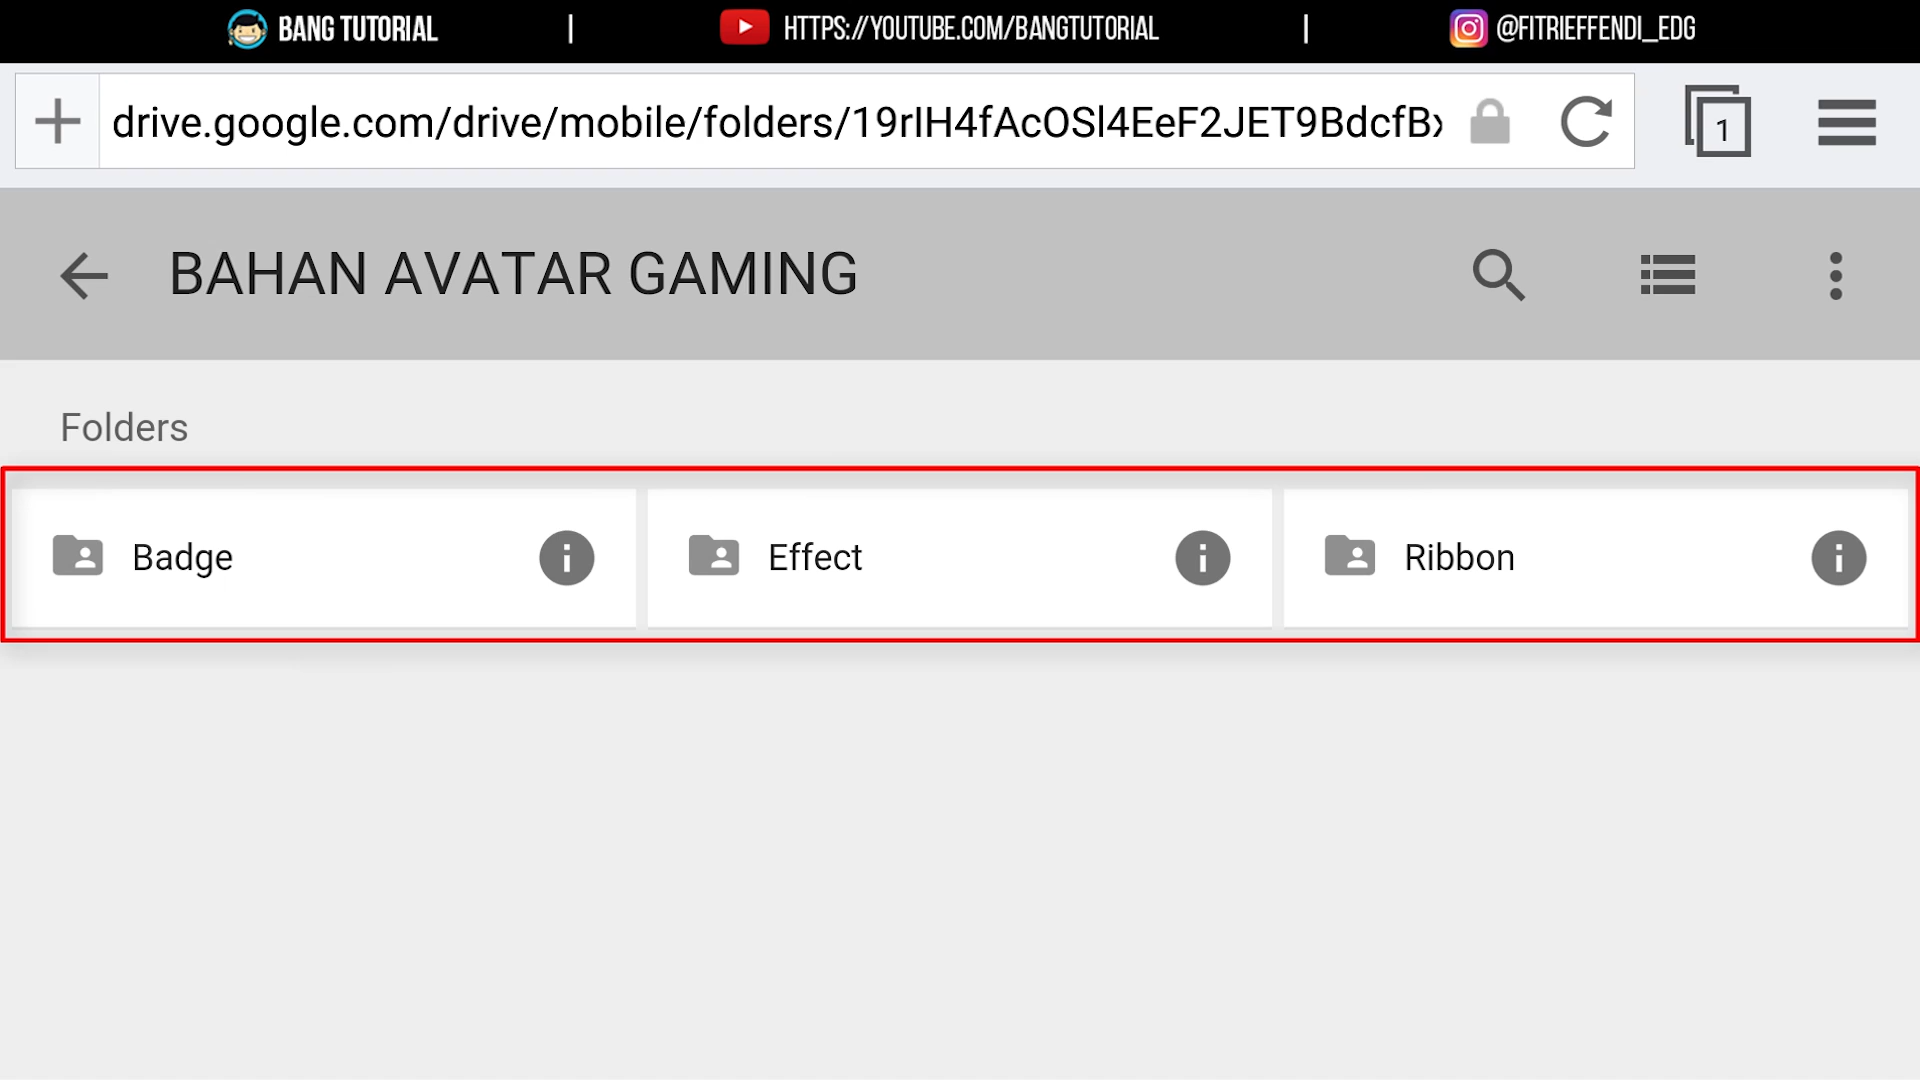 BANG TUTORIAL | HTTPS://YOUTUBE.COM/BANGTUTORIAL | @FITRIEFFENDI_EDG
drive.google.com/drive/mobile/folders/19rIH4fAcOSl4EeF2JET9BdcfBx
1
BAHAN AVATAR GAMING
Folders
Badge
Effect
Ribbon